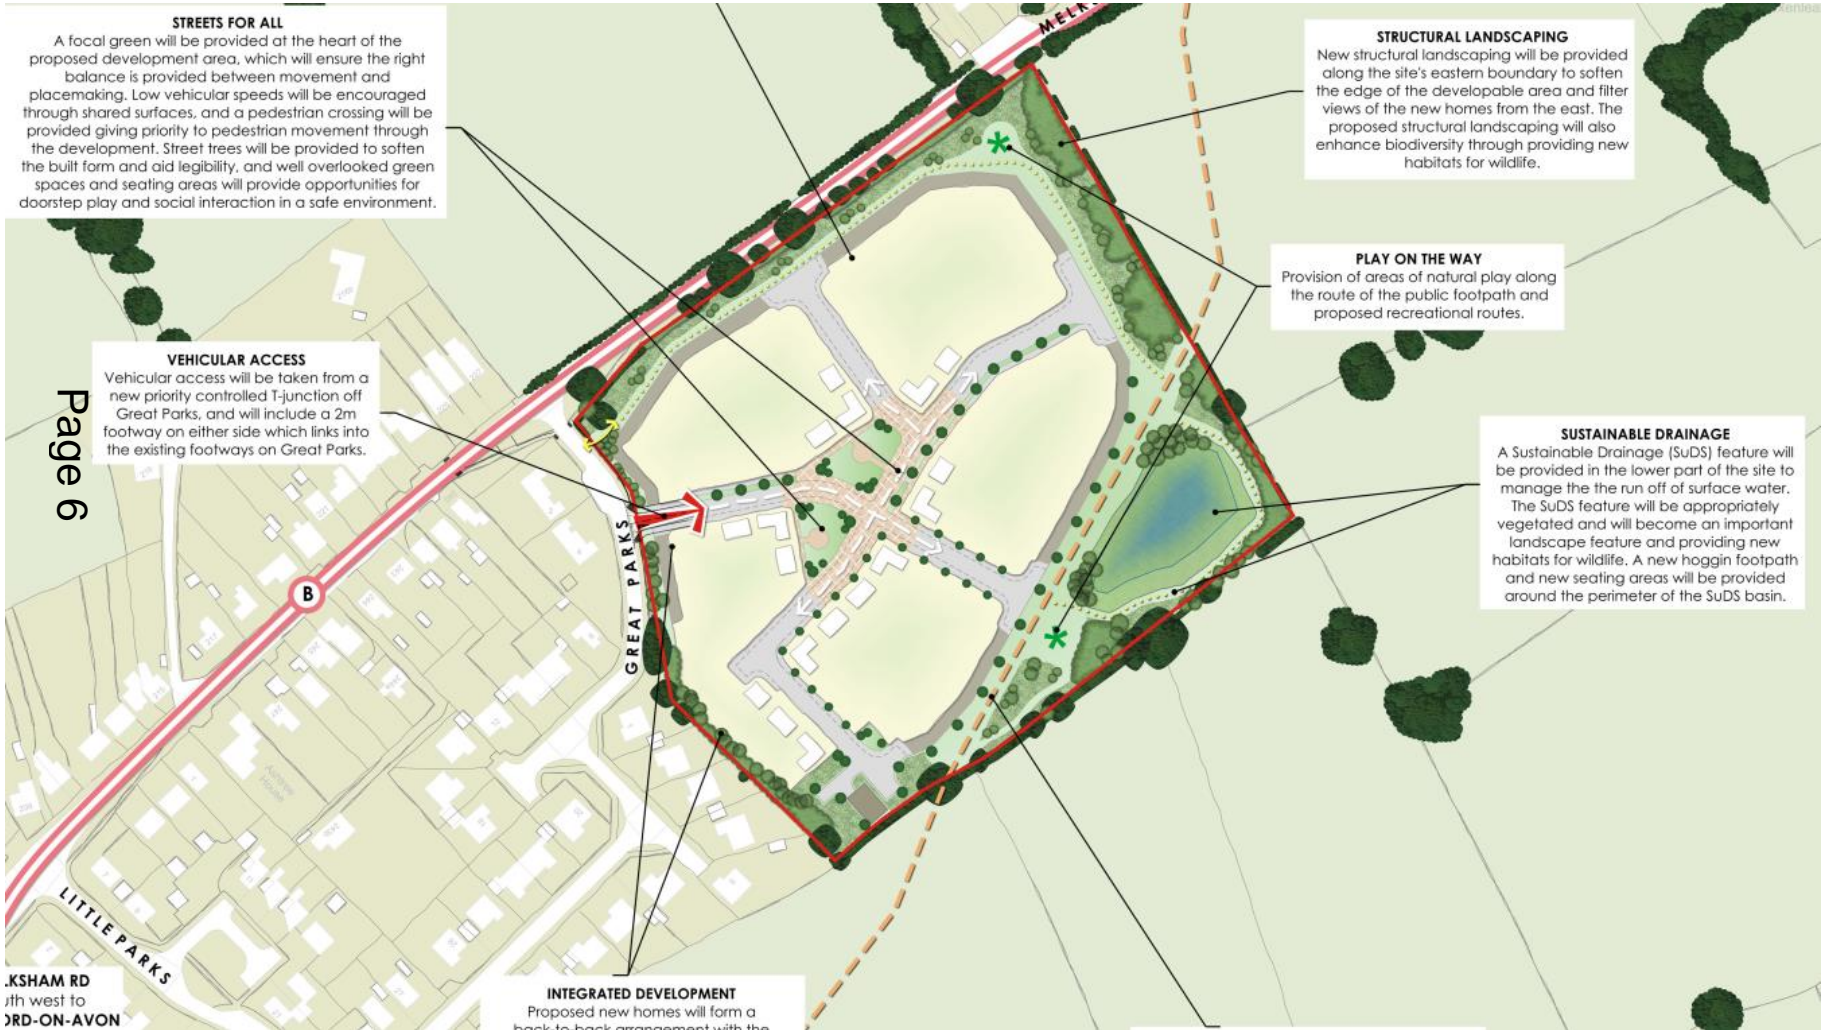 STREETS FOR ALL
A focal green will be provided at the heart of the
proposed development area, which will ensure the right
balance is provided between movement and
placemaking. Low vehicular speeds will be encouraged
through shared surfaces, and a pedestrian crossing will be
provided giving priority to pedestrian movement through
the development. Street trees will be provided to soften
the built form and aid legibility, and well overlooked green
spaces and seating areas will provide opportunities for
doorstep play and social interaction in a safe environment.
STRUCTURAL LANDSCAPING
New structural landscaping will be provided
along the site's eastern boundary to soften
the edge of the developable area and filter
views of the new homes from the east. The
proposed structural landscaping will also
enhance biodiversity through providing new
habitats for wildlife.
PLAY ON THE WAY
Provision of areas of natural play along
the route of the public footpath and
proposed recreational routes.
VEHICULAR ACCESS
Vehicular access will be taken from a
new priority controlled T-junction off
Great Parks, and will include a 2m
footway on either side which links into
the existing footways on Great Parks.
Page 6
SUSTAINABLE DRAINAGE
A Sustainable Drainage (SuDS) feature will
be provided in the lower part of the site to
manage the the run off of surface water.
The SuDS feature will be appropriately
vegetated and will become an important
landscape feature and providing new
habitats for wildlife. A new hoggin footpath
and new seating areas will be provided
around the perimeter of the SuDS basin.
GREAT PARKS
B
LITTLE PARKS
Ashtree
House
KSHAM RD
uth west to
ORD-ON-AVON
INTEGRATED DEVELOPMENT
Proposed new homes will form a
back-to-back arrangement with the